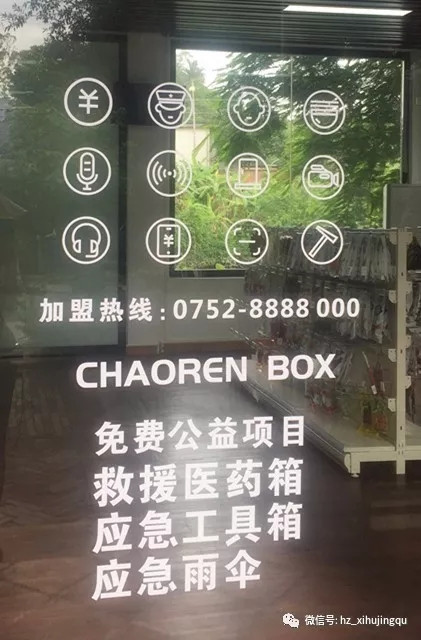 ¥
¥
加盟热线:0752-8888 000
CHAOREN BOX
免费公益项目
救援医药箱
应急工具箱
应急雨伞
微信号: hz_xihujingqu